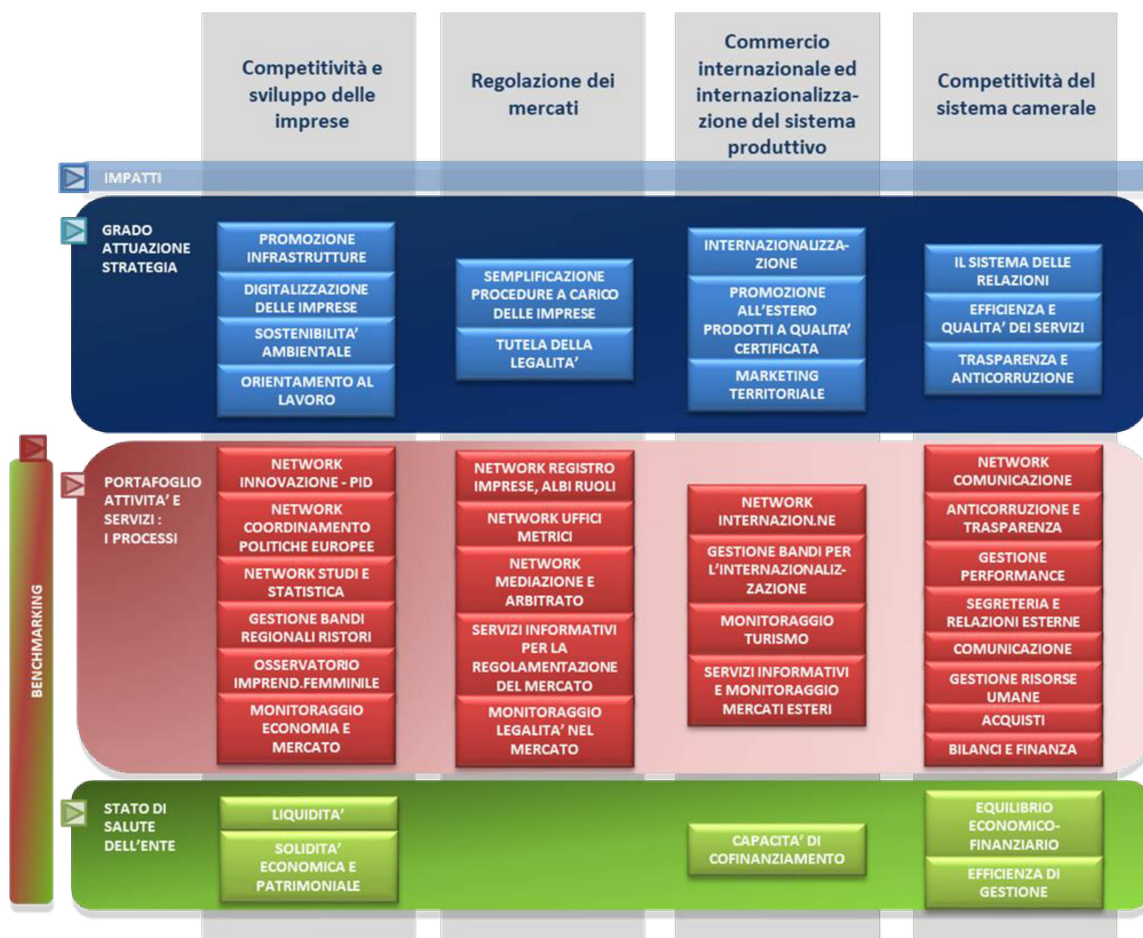 Competitività e
sviluppo delle
imprese
Regolazione dei
mercati
Commercio
internazionale ed
internazionalizza-
zione del sistema
produttivo
Competitività del
sistema camerale
IMPATTI
GRADO
ATTUAZIONE
STRATEGIA
PROMOZIONE
INFRASTRUTTURE
DIGITALIZZAZIONE
DELLE IMPRESE
SOSTENIBILITA'
AMBIENTALE
ORIENTAMENTO AL
LAVORO
SEMPLIFICAZIONE
PROCEDURE A CARICO
DELLE IMPRESE
TUTELA DELLA
LEGALITA'
INTERNAZIONALIZZA-
ZIONE
PROMOZIONE
ALL'ESTERO
PRODOTTI A QUALITA'
CERTIFICATA
MARKETING
TERRITORIALE
IL SISTEMA DELLE
RELAZIONI
EFFICIENZA E
QUALITA' DEI SERVIZI
TRASPARENZA E
ANTICORRUZIONE
BENCHMARKING
PORTAFOGLIO
ATTIVITA' E
SERVIZI :
I PROCESSI
NETWORK
INNOVAZIONE - PID
NETWORK
COORDINAMENTO
POLITICHE EUROPEE
NETWORK STUDI E
STATISTICA
GESTIONE BANDI
REGIONALI RISTORI
OSSERVATORIO
IMPREND.FEMMINILE
MONITORAGGIO
ECONOMIA E
MERCATO
NETWORK REGISTRO
IMPRESE, ALBI RUOLI
NETWORK UFFICI
METRICI
NETWORK
MEDIAZIONE E
ARBITRATO
SERVIZI INFORMATIVI
PER LA
REGOLAMENTAZIONE
DEL MERCATO
MONITORAGGIO
LEGALITA' NEL
MERCATO
NETWORK
INTERNAZION.NE
GESTIONE BANDI PER
L'INTERNAZIONALIZ-
ZAZIONE
MONITORAGGIO
TURISMO
SERVIZI INFORMATIVI
E MONITORAGGIO
MERCATI ESTERI
NETWORK
COMUNICAZIONE
ANTICORRUZIONE E
TRASPARENZA
GESTIONE
PERFORMANCE
SEGRETERIA E
RELAZIONI ESTERNE
COMUNICAZIONE
GESTIONE RISORSE
UMANE
ACQUISTI
BILANCI E FINANZA
STATO DI
SALUTE
DELL'ENTE
LIQUIDITA'
SOLIDITA'
ECONOMICA E
PATRIMONIALE
CAPACITA' DI
COFINANZIAMENTO
EQUILIBRIO
ECONOMICO-
FINANZIARIO
EFFICIENZA DI
GESTIONE